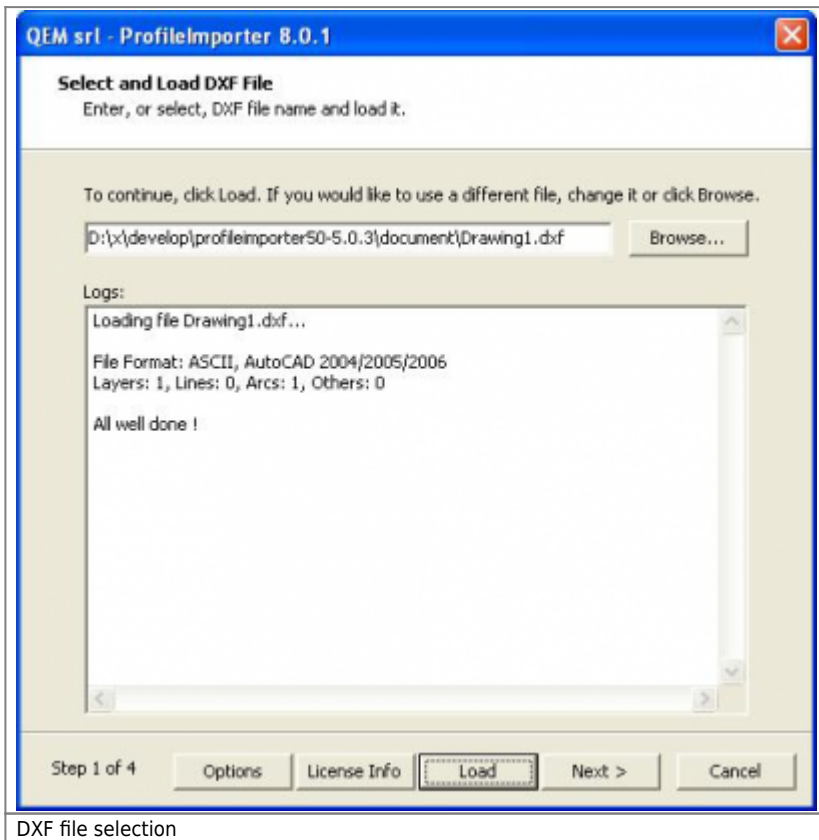 QEM srl - ProfileImporter 8.0.1
Select and Load DXF File
Enter, or select, DXF file name and load it.
To continue, click Load. If you would like to use a different file, change it or click Browse.
D:\x\develop\profileimporter50-5.0.3\document\Drawing1.dxf
Browse...
Logs:
Loading file Drawing1.dxf...
File Format: ASCII, AutoCAD 2004/2005/2006
Layers: 1, Lines: 0, Arcs: 1, Others: 0
All well done !
Step 1 of 4
Options
License Info
Load
Next >
Cancel
DXF file selection